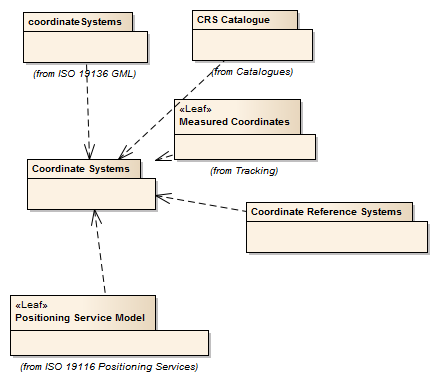 coordinateSystems
(from ISO 19136 GML)
CRS Catalogue
(from Catalogues)
«Leaf»
Measured Coordinates
(from Tracking)
Coordinate Systems
Coordinate Reference Systems
«Leaf»
Positioning Service Model
(from ISO 19116 Positioning Services)